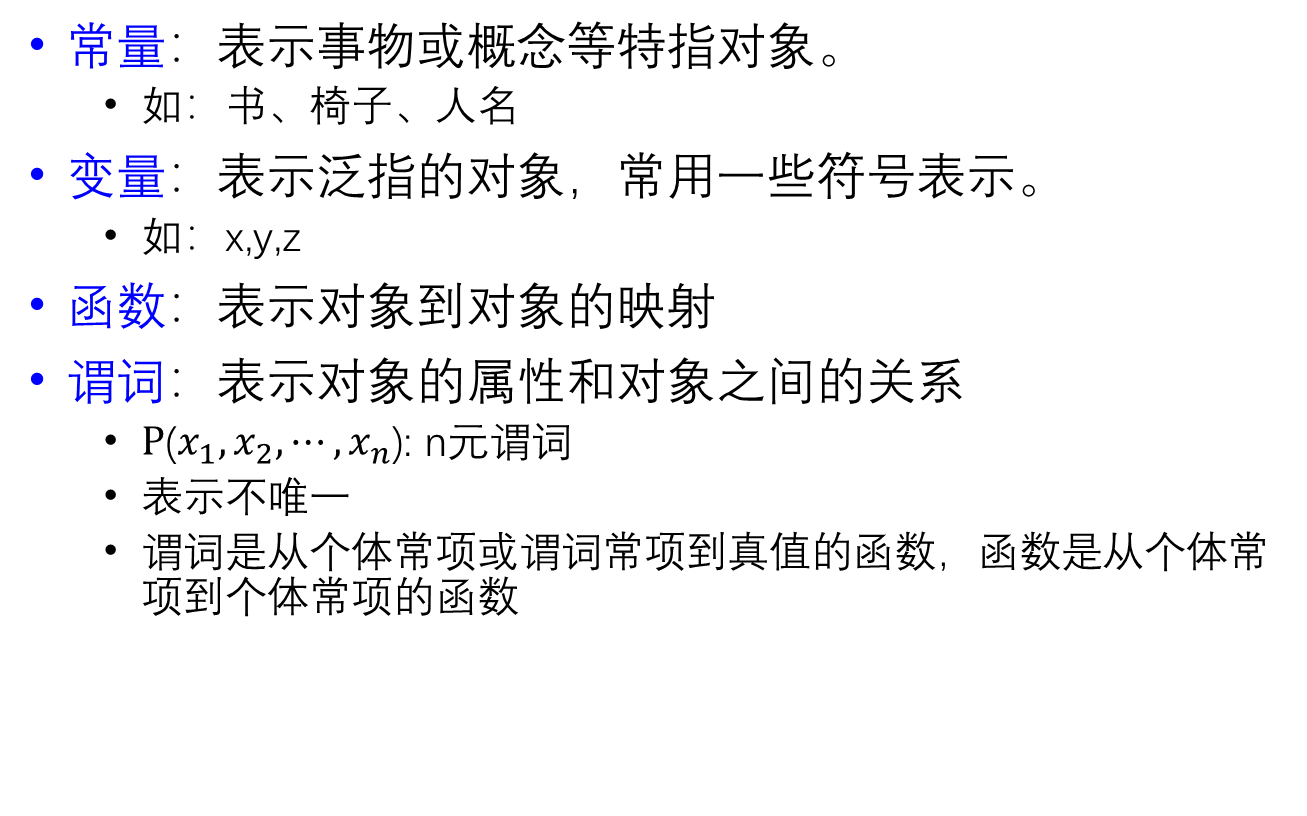 • 常量：表示事物或概念等特指对象。
• 如：书、椅子、人名
• 变量：表示泛指的对象，常用一些符号表示。
• 如：x,y,z
• 函数：表示对象到对象的映射
• 谓词：表示对象的属性和对象之间的关系
• P(x₁, x₂, ⋯ , xₙ): n元谓词
• 表示不唯一
• 谓词是从个体常项或谓词常项到真值的函数，函数是从个体常
项到个体常项的函数